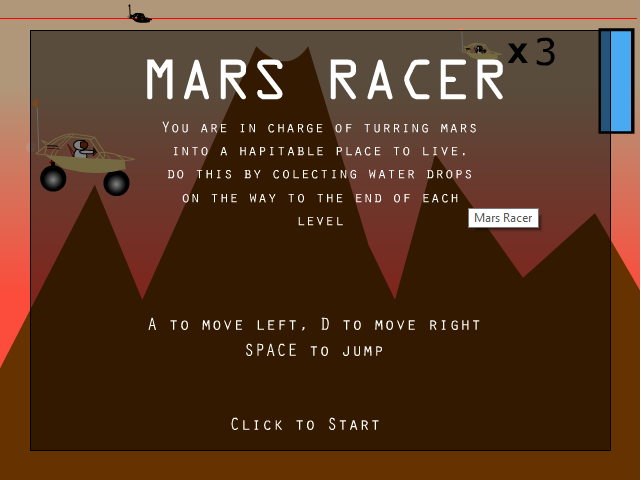 x 3
MARS RACER
You are in charge of turring mars
into a hapitable place to live.
do this by colecting water drops
on the way to the end of each
level
Mars Racer
A to move left, D to move right
SPACE to jump
Click to Start